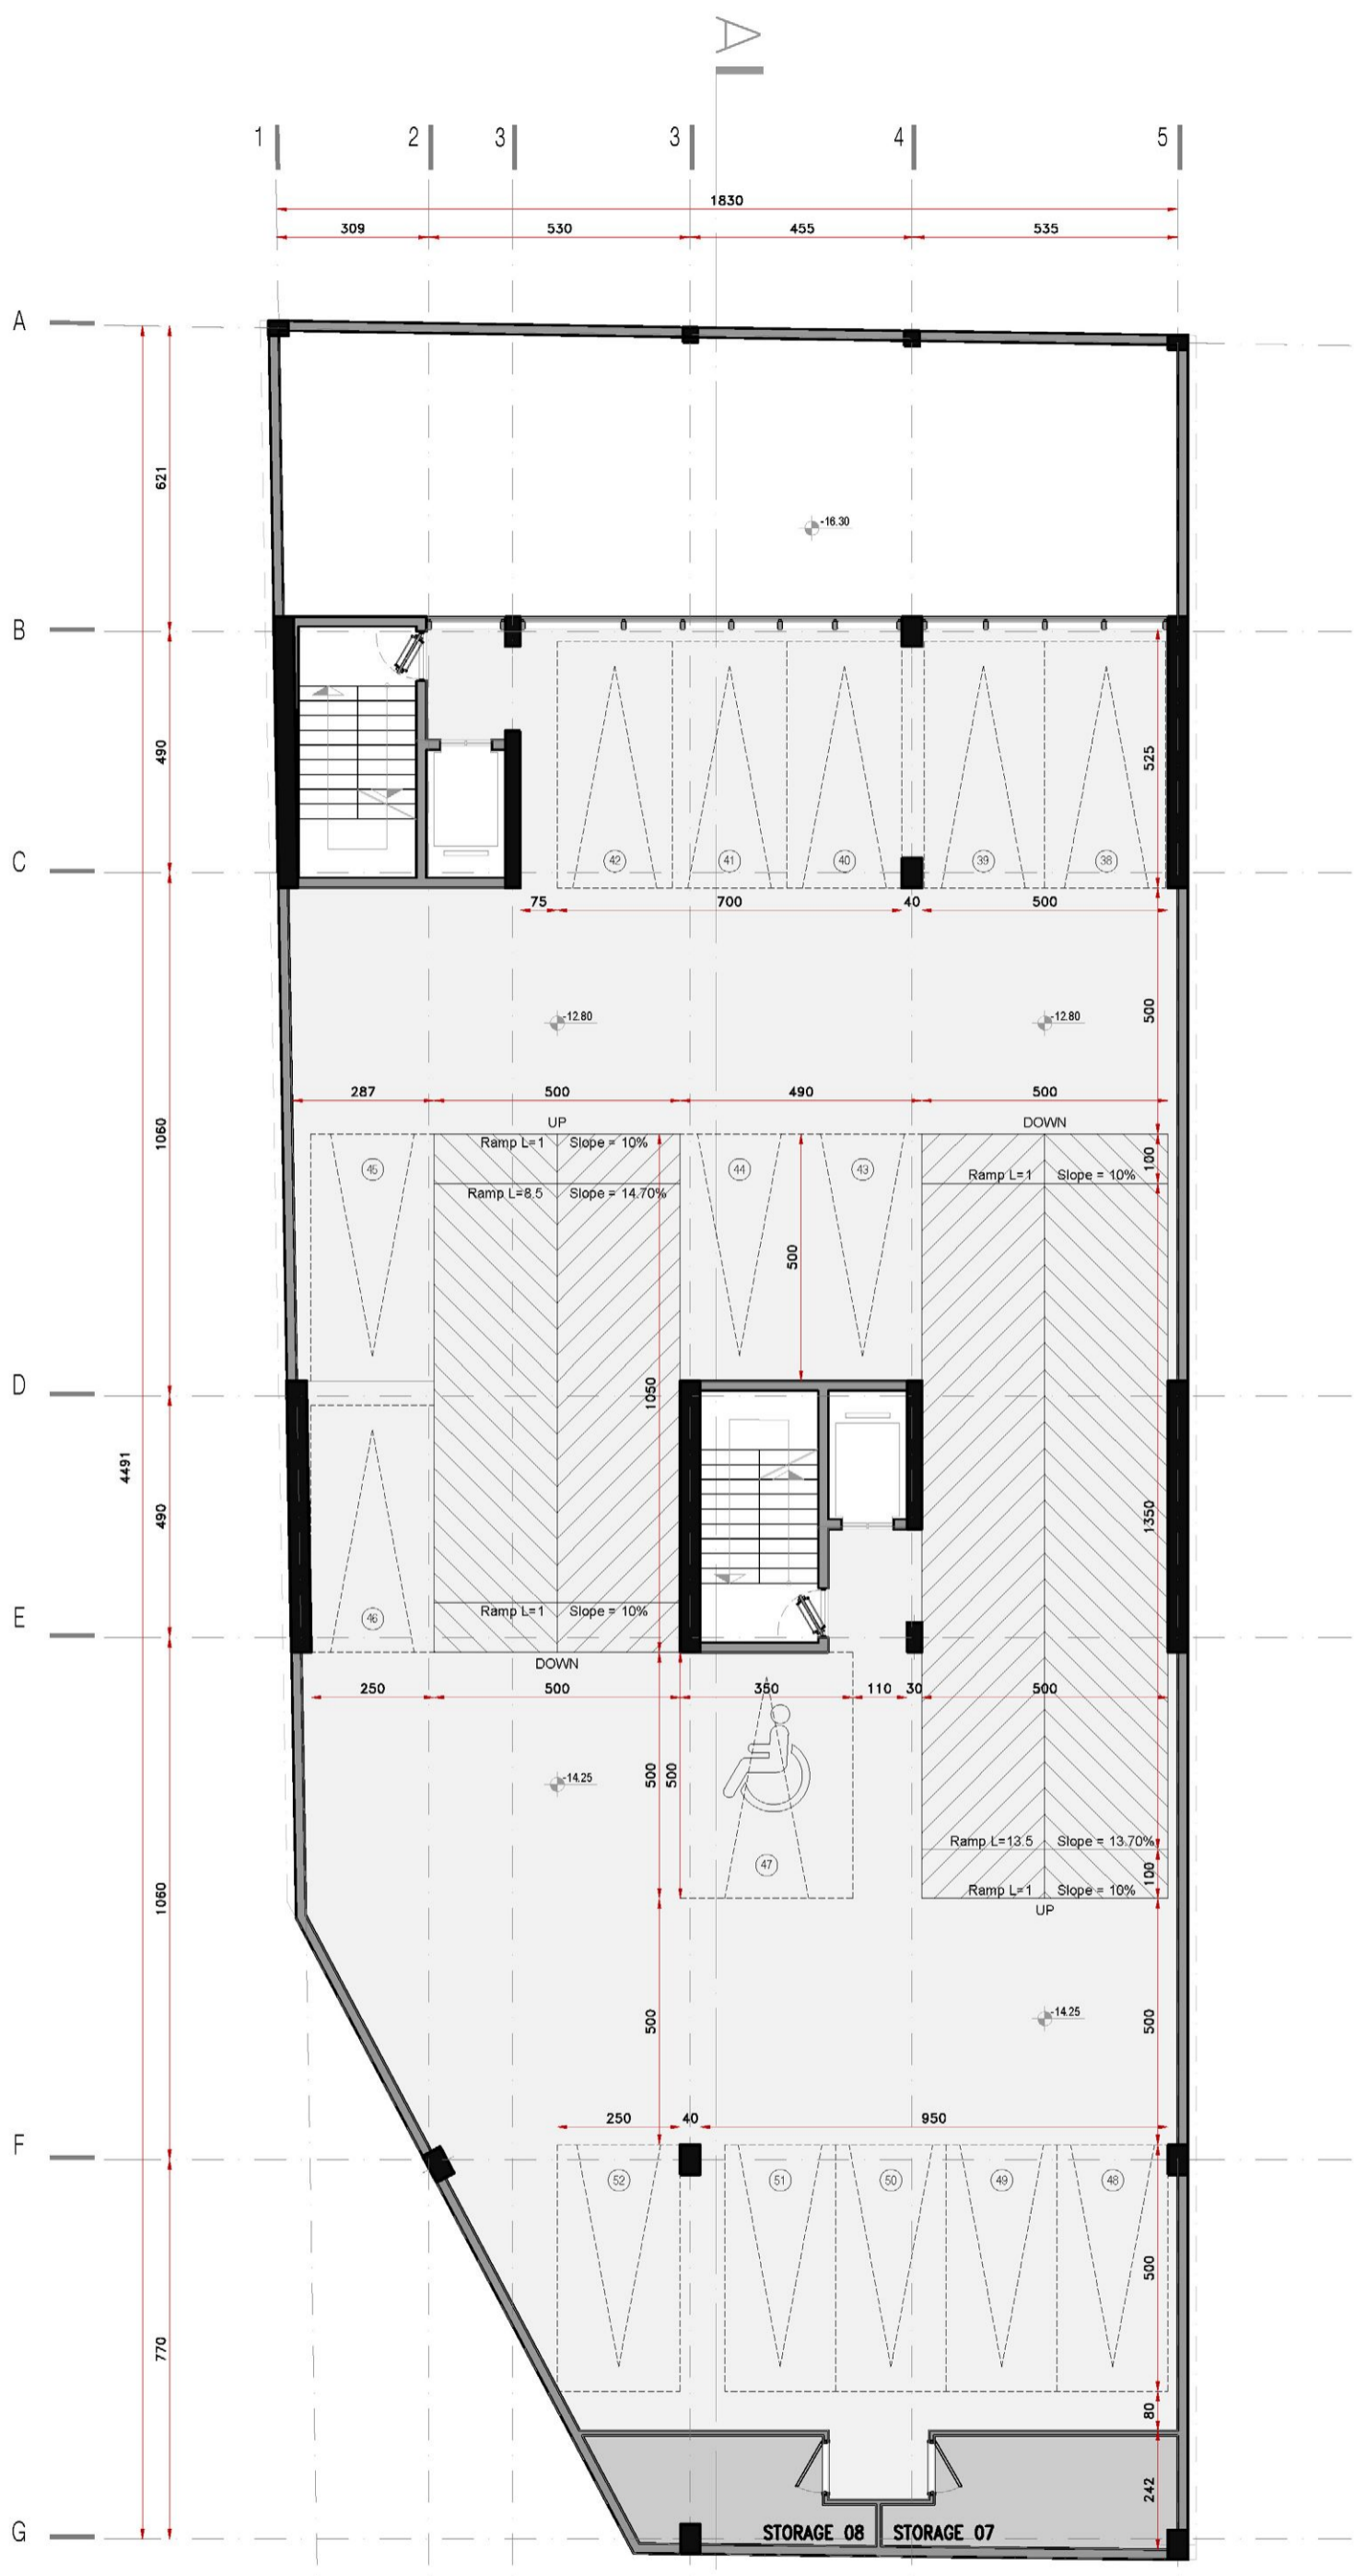 A
1 2 3 3 4 5
1830
309 530 455 535
A
621
-16.30
B
490
525
C
42 41 40 39 38
75 700 40 500
-12.80 -12.80
500
287 500 490 500
1060
UP DOWN
Ramp L=1 Slope = 10%
45 44 43
100
Ramp L=1 Slope = 10%
Ramp L=8.5 Slope = 14.70%
500
D
1050
4491
490
1350
E
Ramp L=1 Slope = 10%
46
DOWN
250 500 350 110 30 500
500 500
-14.25
Ramp L=13.5 Slope = 13.70%
47
100
Ramp L=1 Slope = 10%
UP
1060
500
-14.25
500
250 40 950
F
52 51 50 49 48
500
770
80
242
G
STORAGE 08 STORAGE 07